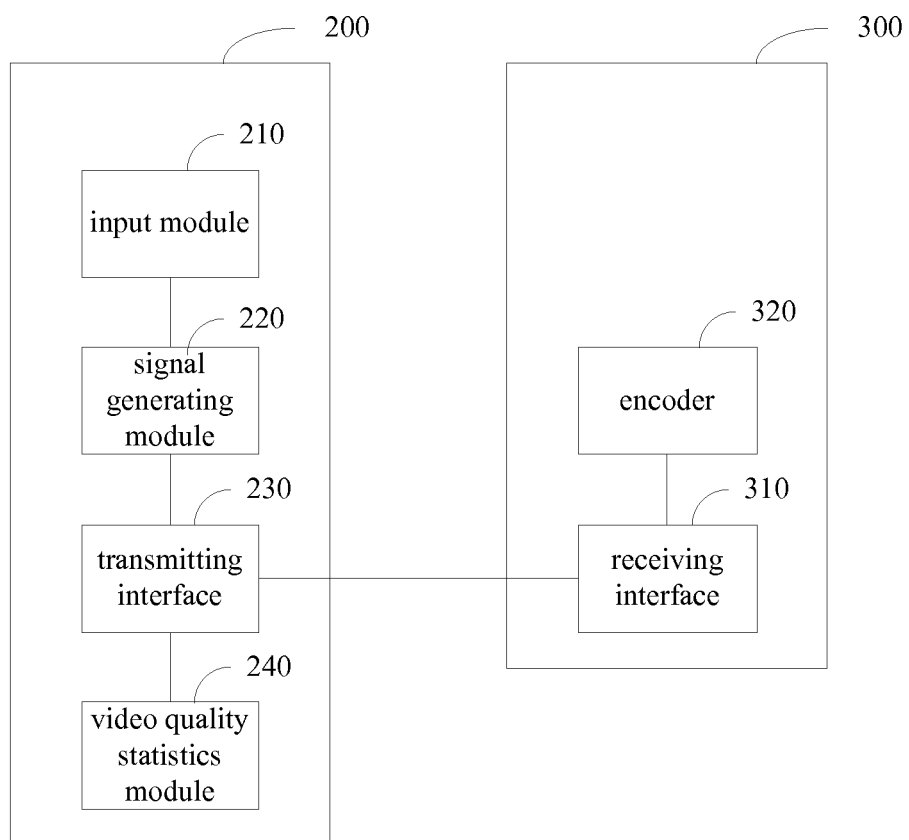 200
300
210
input module
220
signal
generating
module
320
encoder
230
transmitting
interface
310
receiving
interface
240
video quality
statistics
module